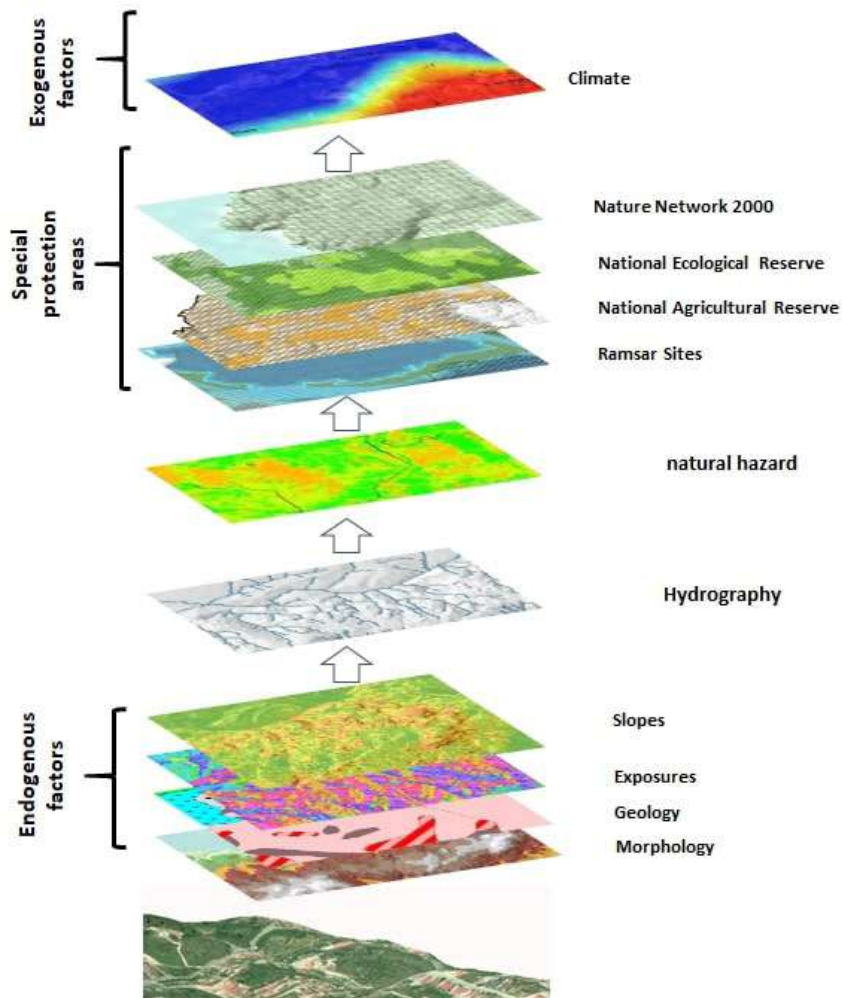 Exogenous
factors
Climate
Special
protection
areas
Nature Network 2000
National Ecological Reserve
National Agricultural Reserve
Ramsar Sites
natural hazard
Hydrography
Endogenous
factors
Slopes
Exposures
Geology
Morphology